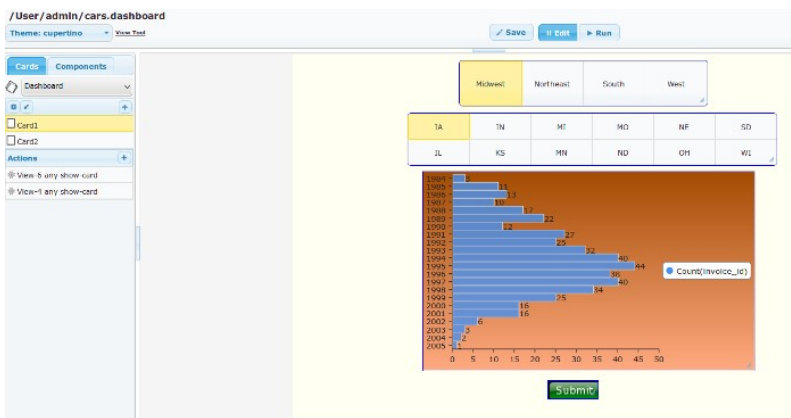 /User/admin/cars.dashboard
Theme: cupertino View Tool
Save Edit Run
Cards Components
Dashboard
Card1
Card2
Actions
View-6 any show-card
View-4 any show-card
Midwest Northeast South West
IA IN MI MO NE SD
IL KS MN ND OH WI
1984 3
1985 11
1986 13
1987 10
1988 17
1989 22
1990 12
1991 27
1992 25
1993 32
1994 40
1995 44
1996 38
1997 40
1998 34
1999 25
2000 16
2001 16
2002 6
2003 3
2004 2
2005 1
Count(invoice_id)
0 5 10 15 20 25 30 35 40 45 50
Submit